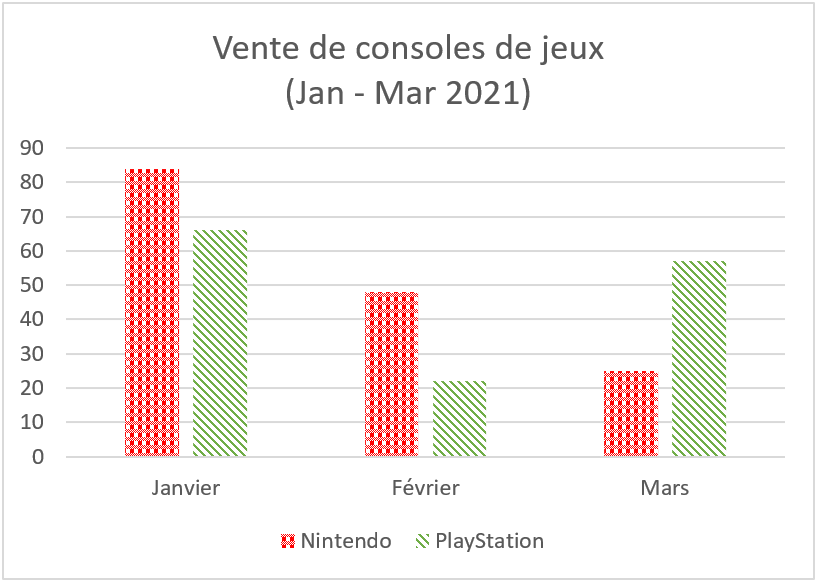 Vente de consoles de jeux
(Jan - Mar 2021)
90
80
70
60
50
40
30
20
10
0
Janvier Février Mars
Nintendo PlayStation